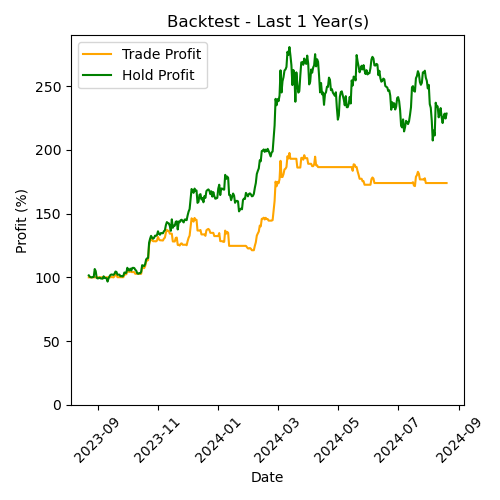 Backtest - Last 1 Year(s)
Trade Profit
Hold Profit
Profit (%)
250
200
150
100
50
0
2023-09
2023-11
2024-01
2024-03
2024-05
2024-07
2024-09
Date